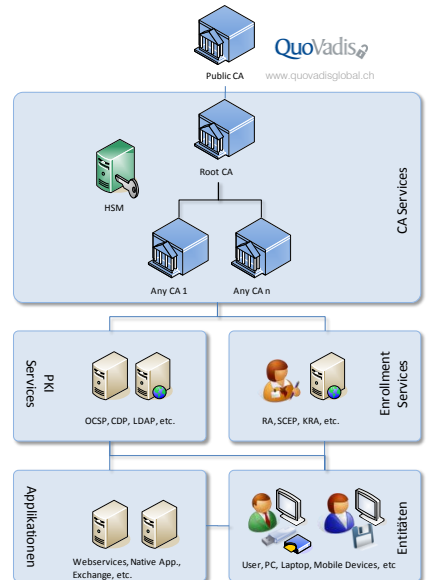 QuoVadis
Public CA
www.quovadisglobal.ch
Root CA
HSM
CA Services
Any CA 1
Any CA n
PKI
Services
OCSP, CDP, LDAP, etc.
RA, SCEP, KRA, etc.
Enrollment
Services
Applikationen
Webservices, Native App.,
Exchange, etc.
User, PC, Laptop, Mobile Devices, etc
Entitäten